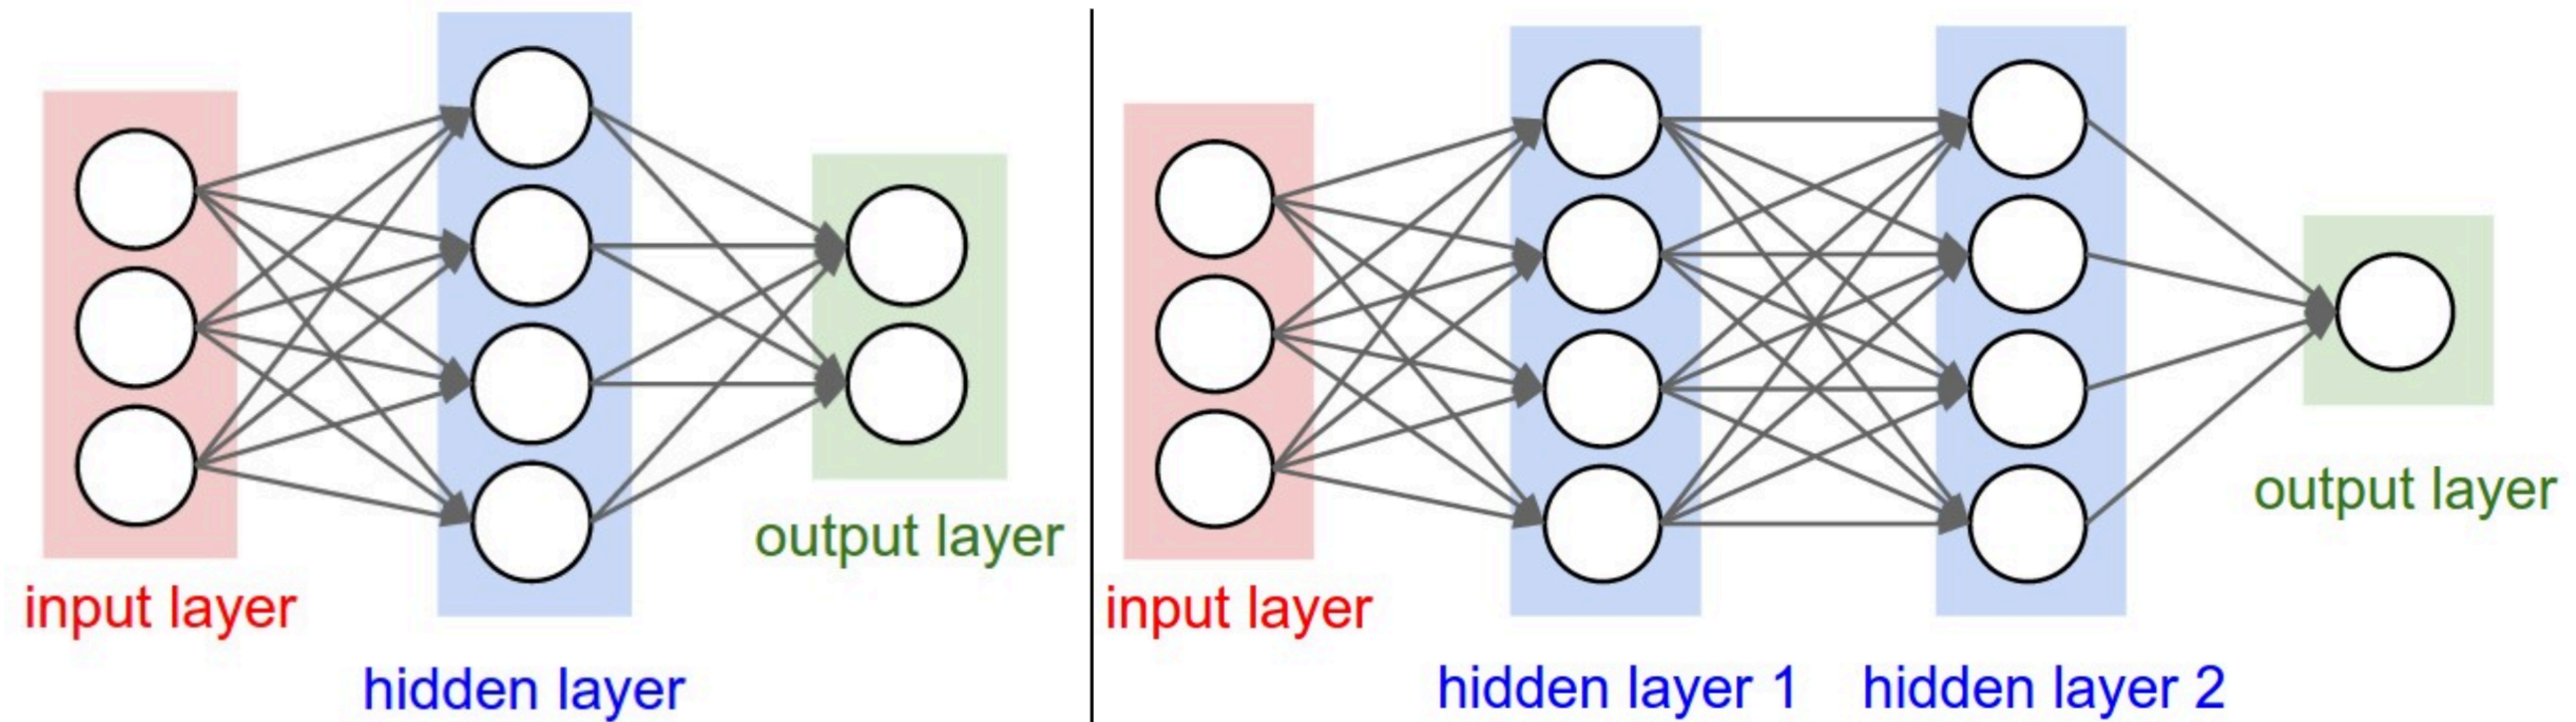 input layer
hidden layer
output layer
input layer
hidden layer 1
hidden layer 2
output layer